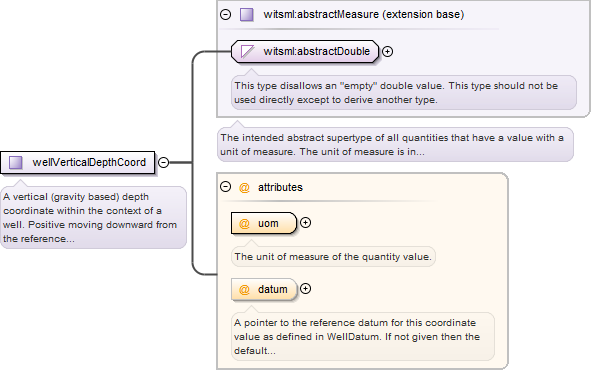 witsml:abstractMeasure (extension base)
witsml:abstractDouble
This type disallows an "empty" double value. This type should not be
used directly except to derive another type.
The intended abstract supertype of all quantities that have a value with a
unit of measure. The unit of measure is in...
wellVerticalDepthCoord
A vertical (gravity based) depth
coordinate within the context of a
well. Positive moving downward from
the reference...
@ attributes
@ uom
The unit of measure of the quantity value.
@ datum
A pointer to the reference datum for this coordinate
value as defined in WellDatum. If not given then the
default...